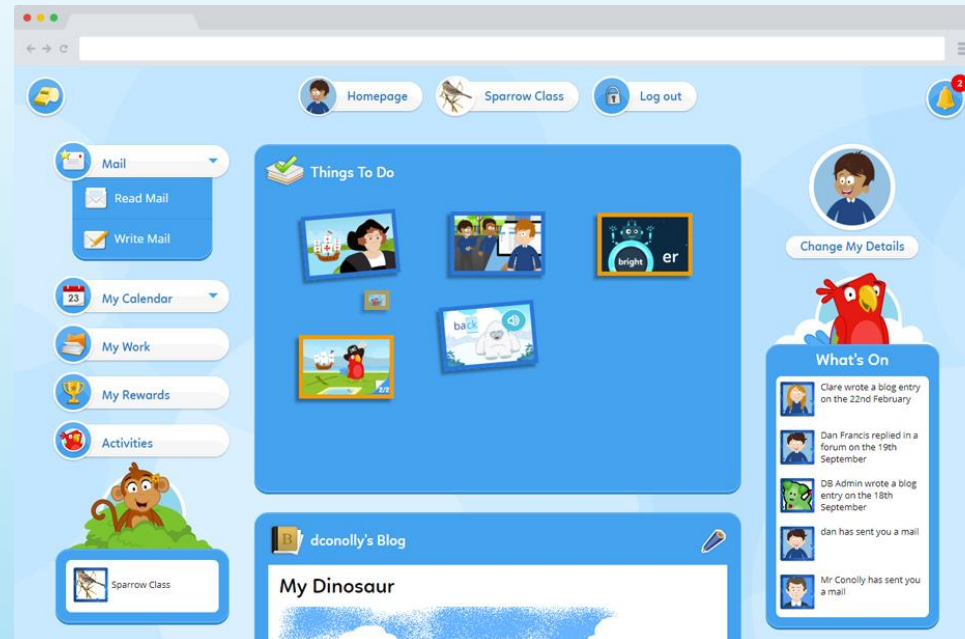 Homepage
Sparrow Class
Log out
2
Mail
Read Mail
Write Mail
23
My Calendar
My Work
My Rewards
Activities
Sparrow Class
Things To Do
bright
er
back
2/2
B
dconolly's Blog
My Dinosaur
Change My Details
What's On
Clare wrote a blog entry
on the 22nd February
Dan Francis replied in a
forum on the 19th
September
DB Admin wrote a blog
entry on the 18th
September
dan has sent you a mail
Mr Conolly has sent you
a mail